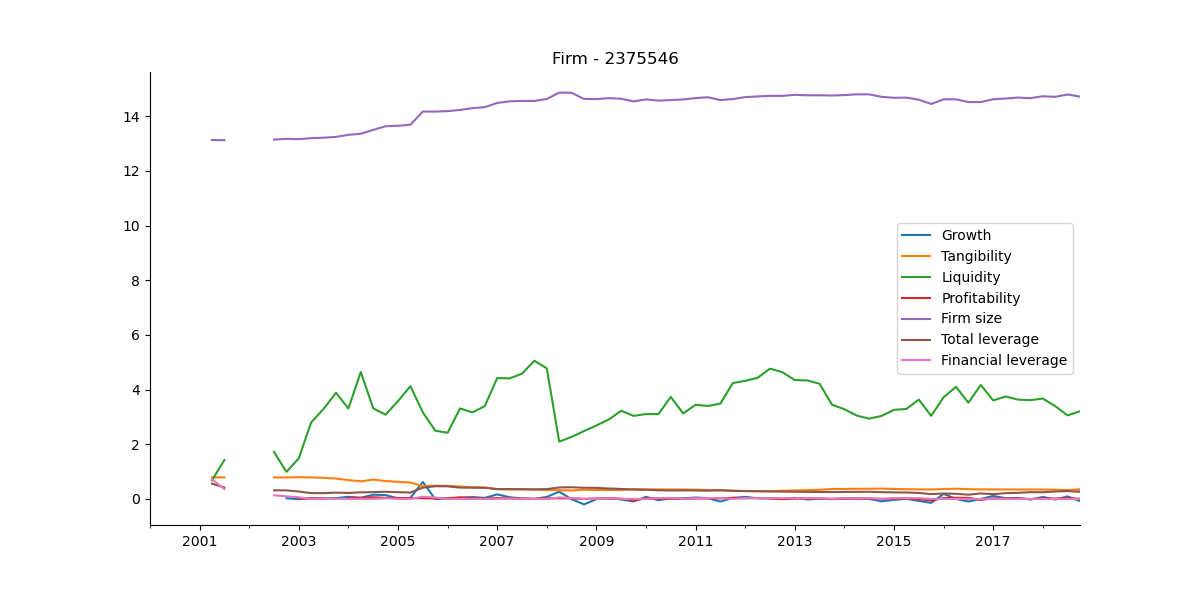 Firm - 2375546
14
12
10
8
6
4
2
0
Growth
Tangibility
Liquidity
Profitability
Firm size
Total leverage
Financial leverage
2001 2003 2005 2007 2009 2011 2013 2015 2017